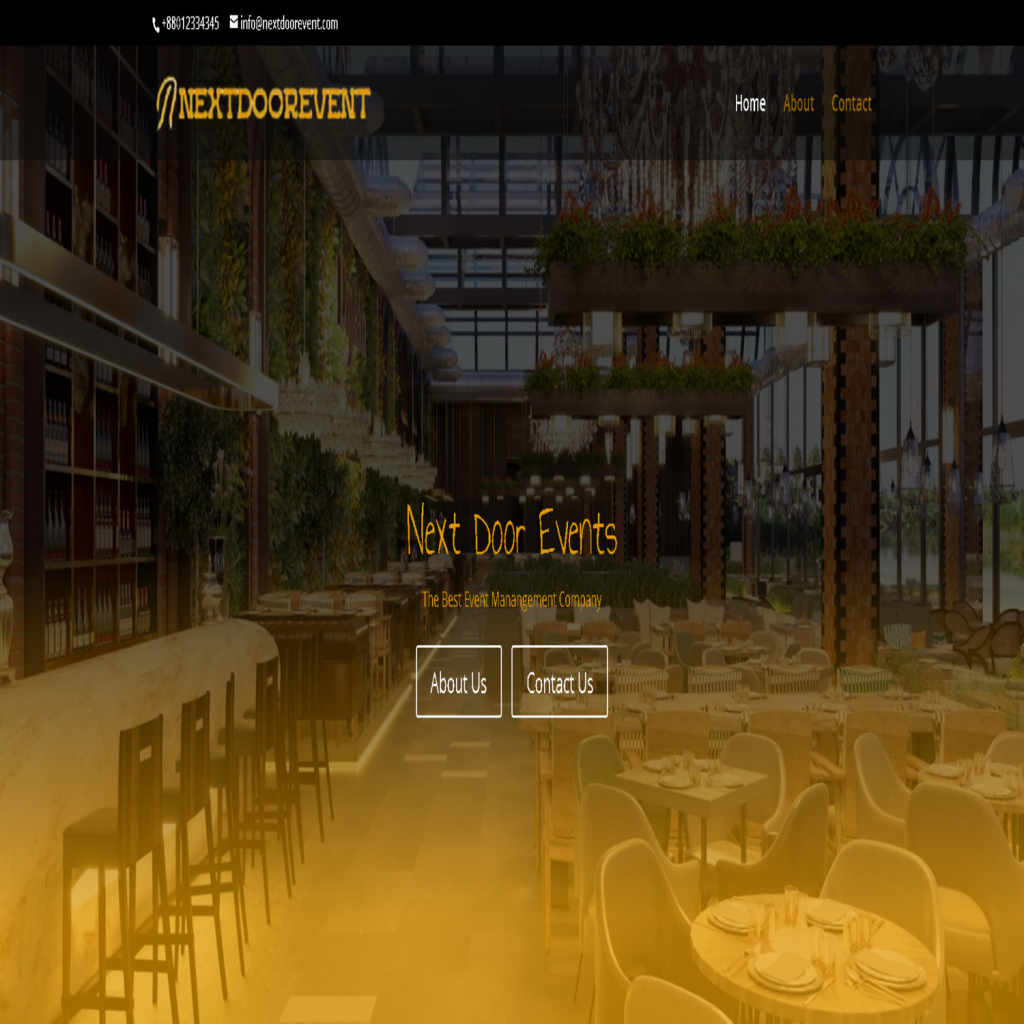 +88012334345 info@nextdoorevent.com
NEXTDOOREVENT
Home About Contact
Next Door Events
The Best Event Manangement Company
About Us Contact Us